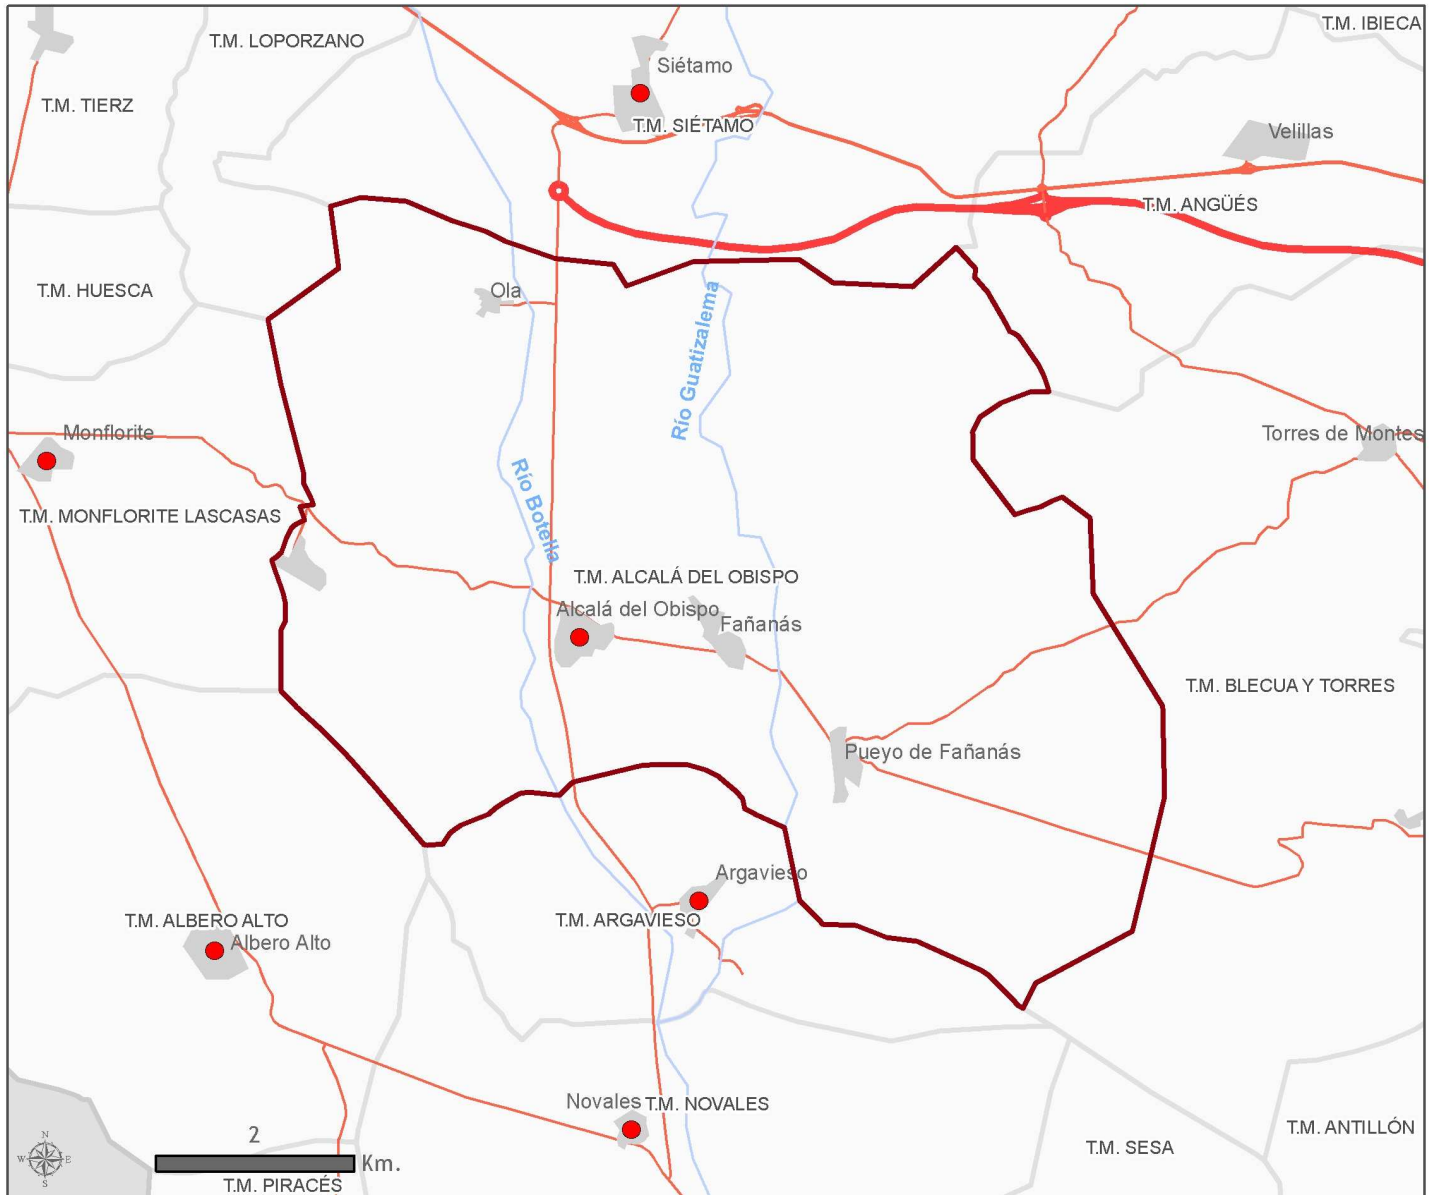 T.M. IBIECA
T.M. LOPORZANO
Siétamo
T.M. TIERZ
T.M. SIÉTAMO
Velillas
T.M. ANGÜÉS
T.M. HUESCA
Ola
Río Guatizalema
Monflorite
Torres de Montes
Río Botella
T.M. MONFLORITE LASCASAS
T.M. ALCALÁ DEL OBISPO
Alcalá del Obispo
Fañanás
T.M. BLECUA Y TORRES
Pueyo de Fañanás
Argavieso
T.M. ALBERO ALTO
T.M. ARGAVIESO
Albero Alto
Novales
T.M. NOVALES
T.M. ANTILLÓN
N
W E
S
2
Km.
T.M. SESA
T.M. PIRACÉS